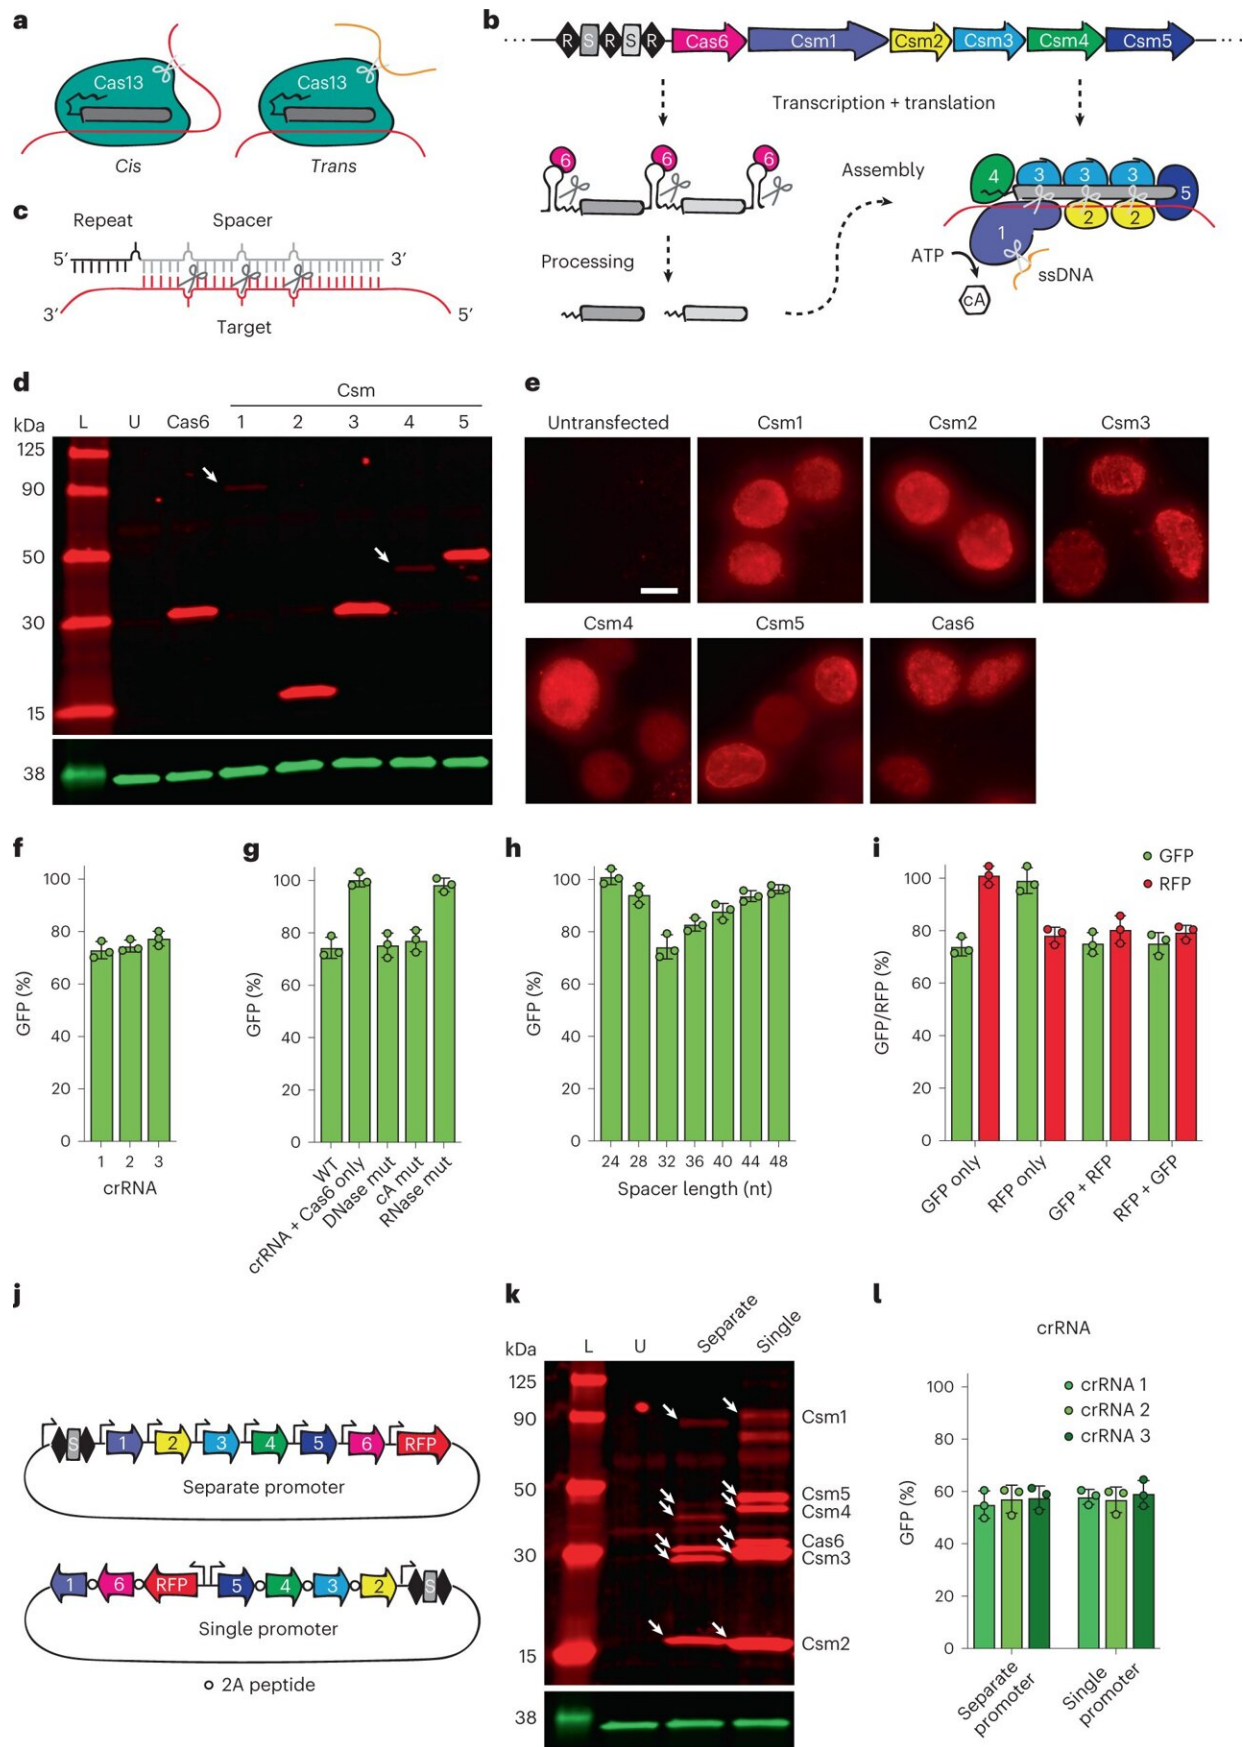 a
Cas13
Cas13
Cis
Trans
b
R S R S R Cas6 Csm1 Csm2 Csm3 Csm4 Csm5
Transcription + translation
6 6 6
Processing
Assembly
4 3 3 3 5
1 2 2
ATP
cA
ssDNA
c
Repeat Spacer
5′ 3′
3′ 5′
Target
d
Csm
kDa L U Cas6 1 2 3 4 5
125
90
50
30
15
38
e
Untransfected Csm1 Csm2 Csm3
Csm4 Csm5 Cas6
f
GFP (%)
100
80
60
40
20
0
1 2 3
crRNA
g
GFP (%)
100
80
60
40
20
0
WT
crRNA + Cas6 only
DNase mut
cA mut
RNase mut
h
GFP (%)
100
80
60
40
20
0
24 28 32 36 40 44 48
Spacer length (nt)
i
GFP
RFP
GFP/RFP (%)
100
80
60
40
20
0
GFP only
RFP only
GFP + RFP
RFP + GFP
j
S 1 2 3 4 5 6 RFP
Separate promoter
1 6 RFP 5 4 3 2 S
Single promoter
2A peptide
k
kDa L U Separate Single
125
90
50
30
15
38
Csm1
Csm5
Csm4
Cas6
Csm3
Csm2
l
crRNA
crRNA 1
crRNA 2
crRNA 3
GFP (%)
100
80
60
40
20
0
Separate
promoter
Single
promoter